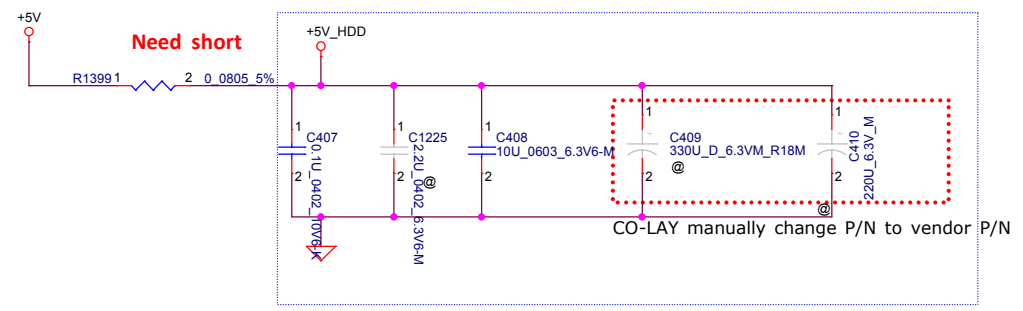 +5V
+5V_HDD
Need short
R1399 1 2 0_0805_5%
1
C407
0.1U_0402_10V6-K
2
1
C1225
2.2U_0402_6.3V6-M
@
2
1
C408
10U_0603_6.3V6-M
2
1
+
C409
330U_D_6.3VM_R18M
@
2
1
+
C410
220U_6.3V_M
2
@
CO-LAY manually change P/N to vendor P/N